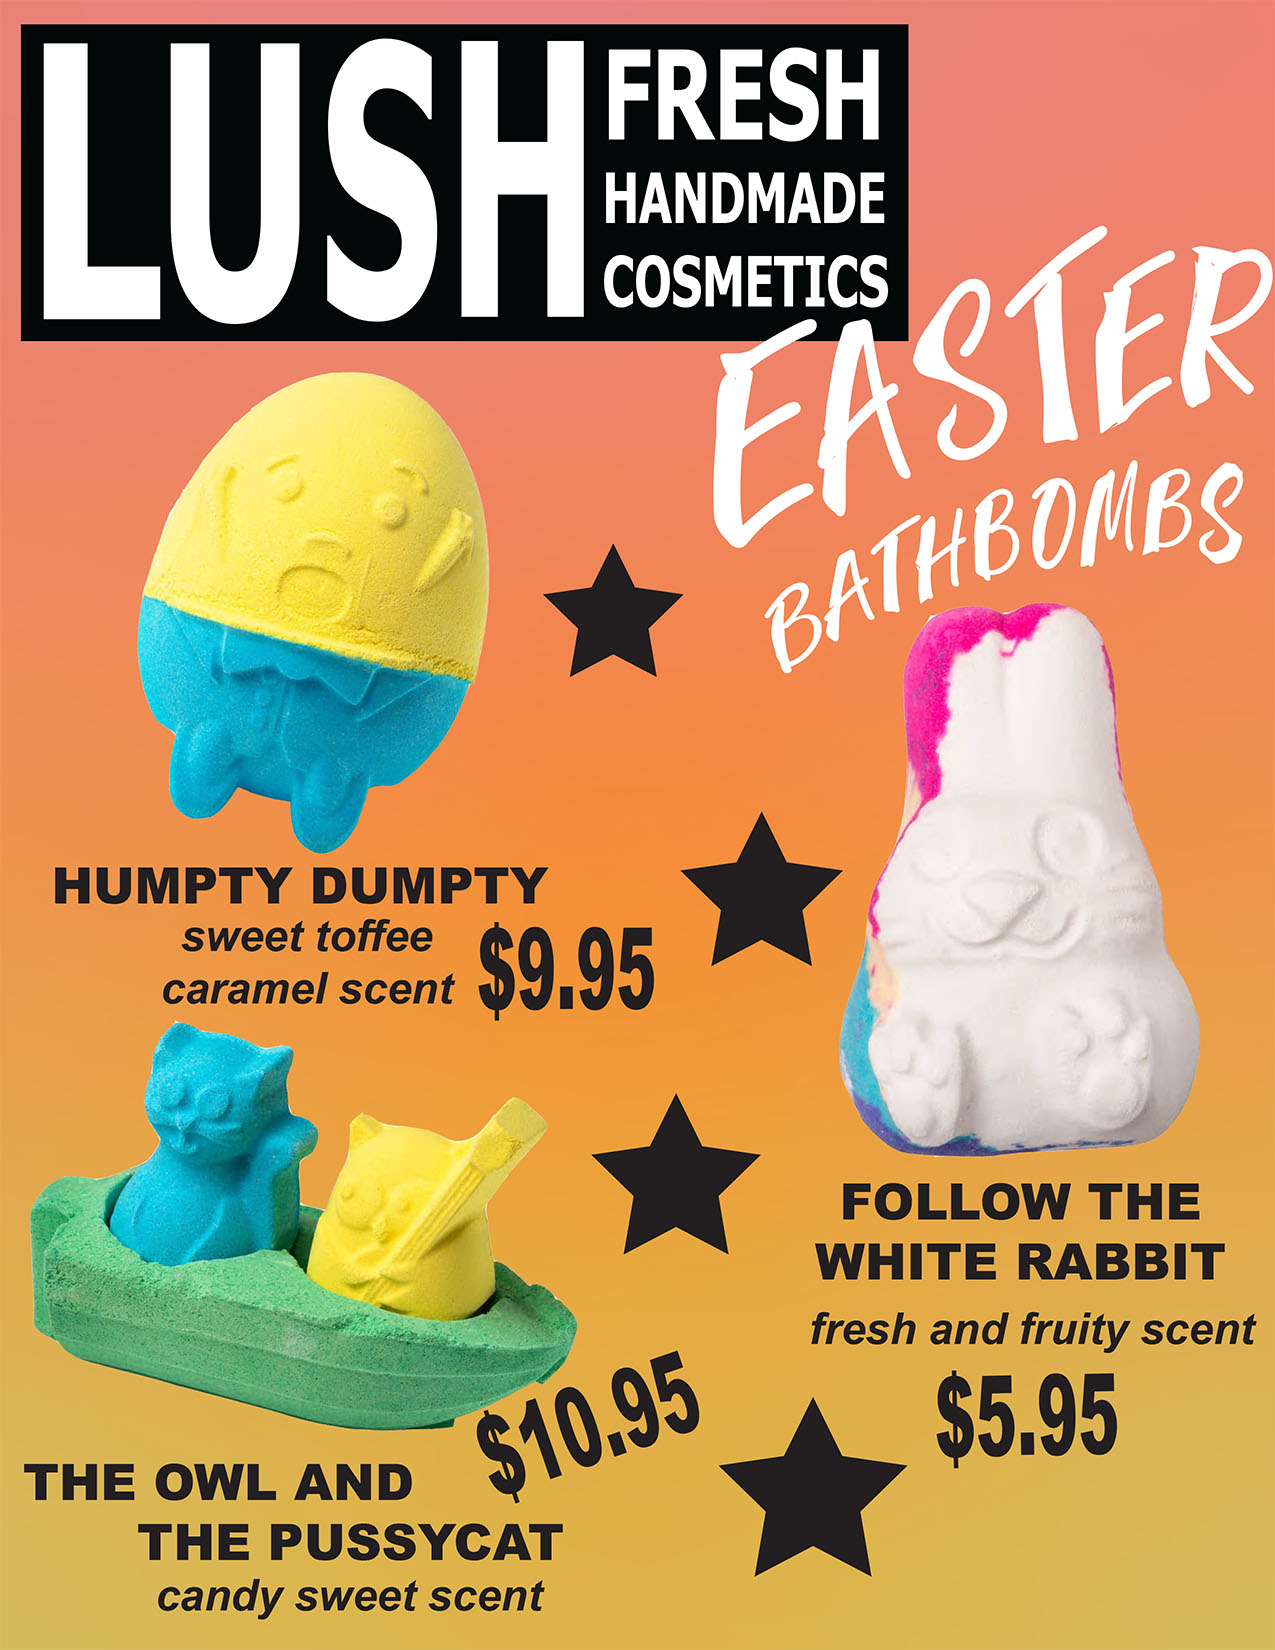 LUSH
FRESH
HANDMADE
COSMETICS
EASTER
BATHBOMBS
HUMPTY DUMPTY
sweet toffee
caramel scent
$9.95
FOLLOW THE
WHITE RABBIT
fresh and fruity scent
$5.95
$10.95
THE OWL AND
THE PUSSYCAT
candy sweet scent